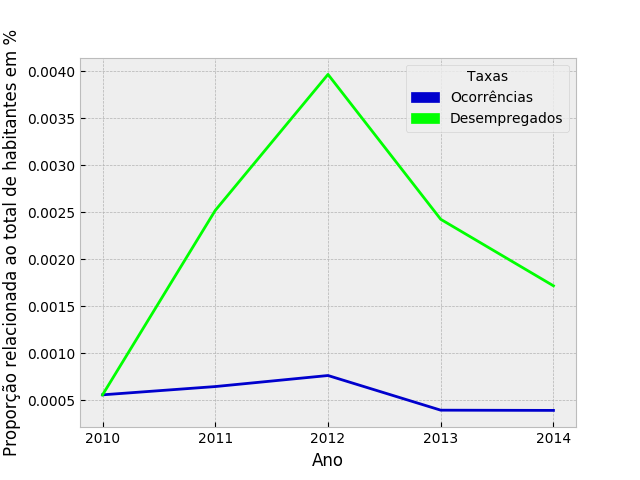 Proporção relacionada ao total de habitantes em %
0.0040
0.0035
0.0030
0.0025
0.0020
0.0015
0.0010
0.0005
Taxas
Ocorrências
Desempregados
2010 2011 2012 2013 2014
Ano